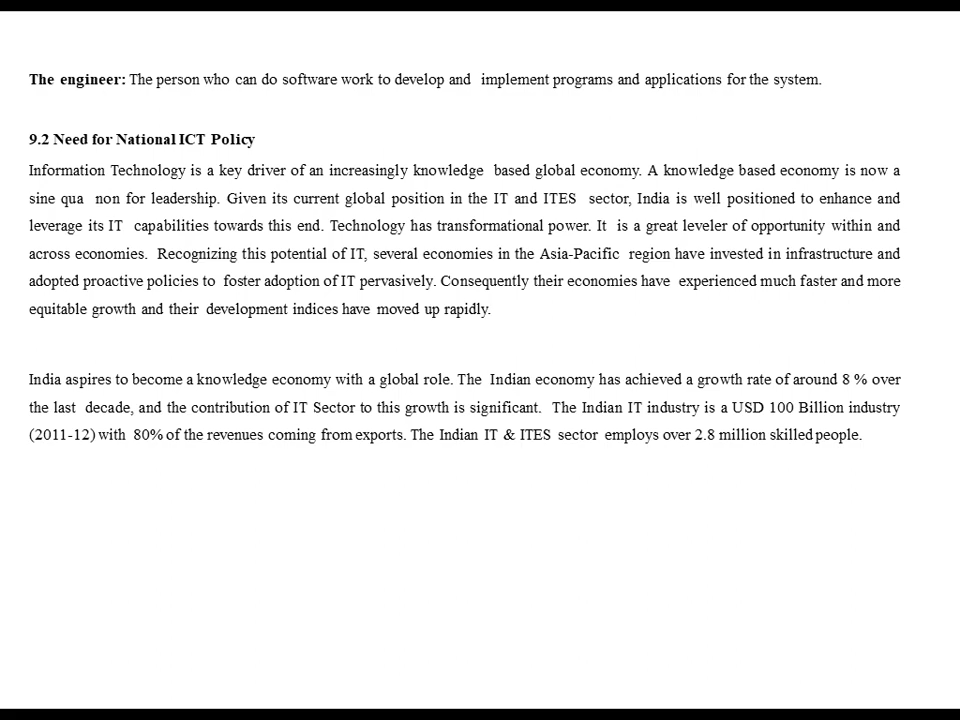 The engineer: The person who can do software work to develop and implement programs and applications for the system.
9.2 Need for National ICT Policy
Information Technology is a key driver of an increasingly knowledge based global economy. A knowledge based economy is now a
sine qua non for leadership. Given its current global position in the IT and ITES sector, India is well positioned to enhance and
leverage its IT capabilities towards this end. Technology has transformational power. It is a great leveler of opportunity within and
across economies. Recognizing this potential of IT, several economies in the Asia-Pacific region have invested in infrastructure and
adopted proactive policies to foster adoption of IT pervasively. Consequently their economies have experienced much faster and more
equitable growth and their development indices have moved up rapidly.
India aspires to become a knowledge economy with a global role. The Indian economy has achieved a growth rate of around 8 % over
the last decade, and the contribution of IT Sector to this growth is significant. The Indian IT industry is a USD 100 Billion industry
(2011-12) with 80% of the revenues coming from exports. The Indian IT & ITES sector employs over 2.8 million skilled people.